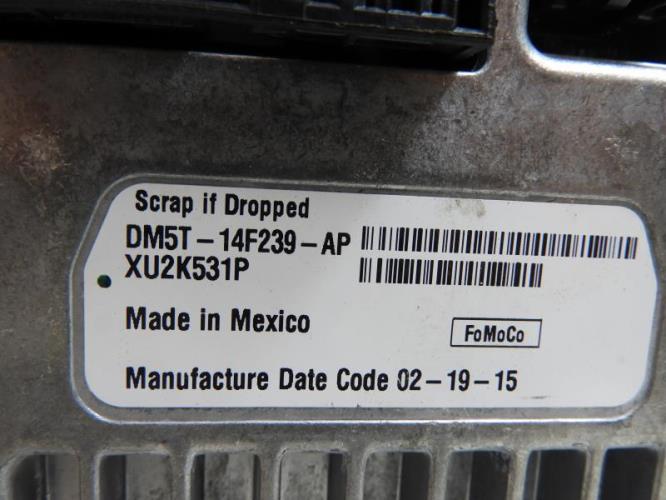 Scrap if Dropped
DM5T-14F239-AP
XU2K531P
Made in Mexico
FoMoCo
Manufacture Date Code 02-19-15